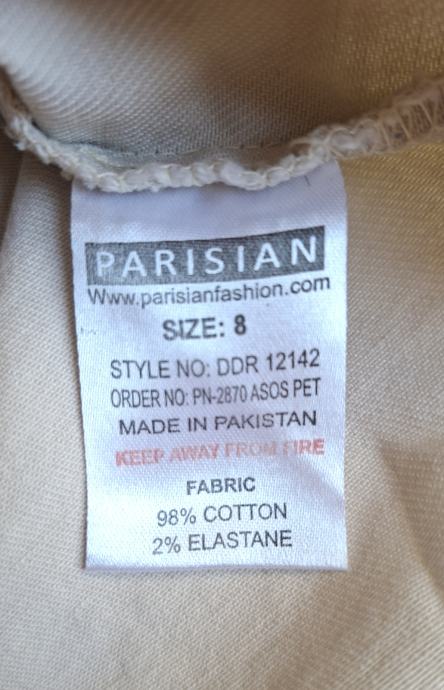 PARISIAN
Www.parisianfashion.com
SIZE: 8
STYLE NO: DDR 12142
ORDER NO: PN-2870 ASOS PET
MADE IN PAKISTAN
KEEP AWAY FROM FIRE
FABRIC
98% COTTON
2% ELASTANE